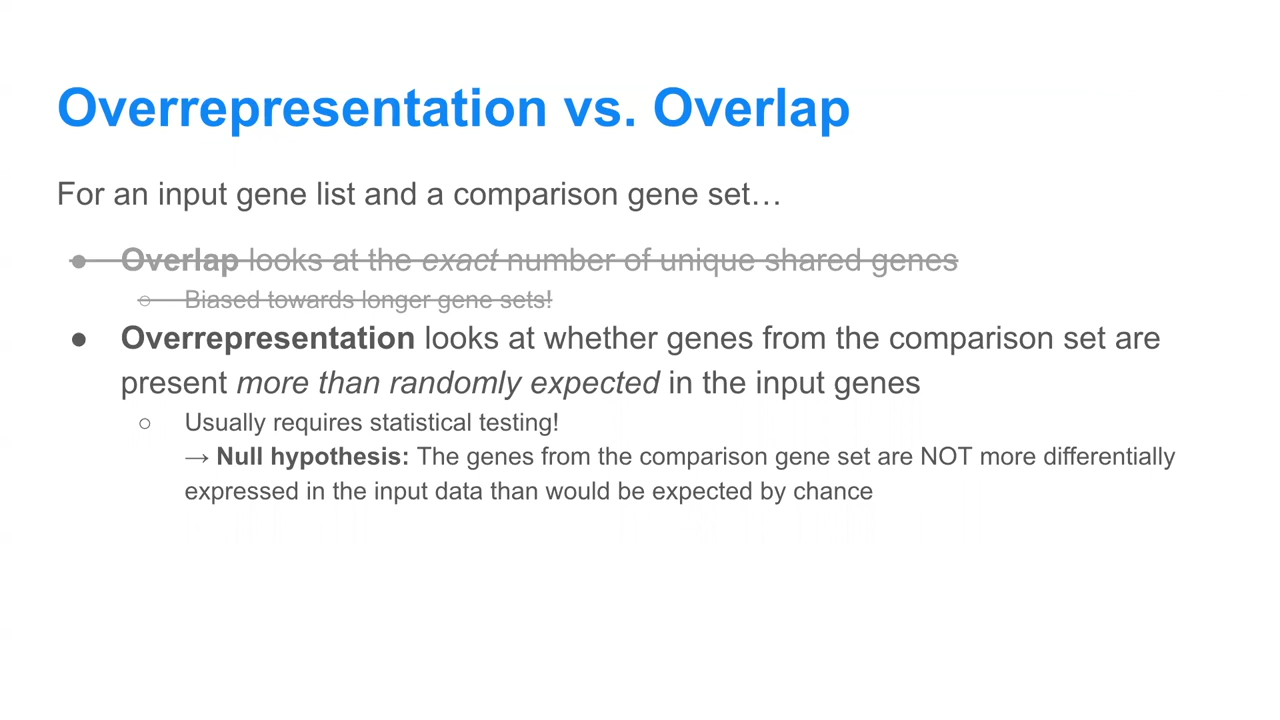 Overrepresentation vs. Overlap
For an input gene list and a comparison gene set…
● Overlap looks at the exact number of unique shared genes
○ Biased towards longer gene sets!
● Overrepresentation looks at whether genes from the comparison set are
present more than randomly expected in the input genes
○ Usually requires statistical testing!
→ Null hypothesis: The genes from the comparison gene set are NOT more differentially
expressed in the input data than would be expected by chance